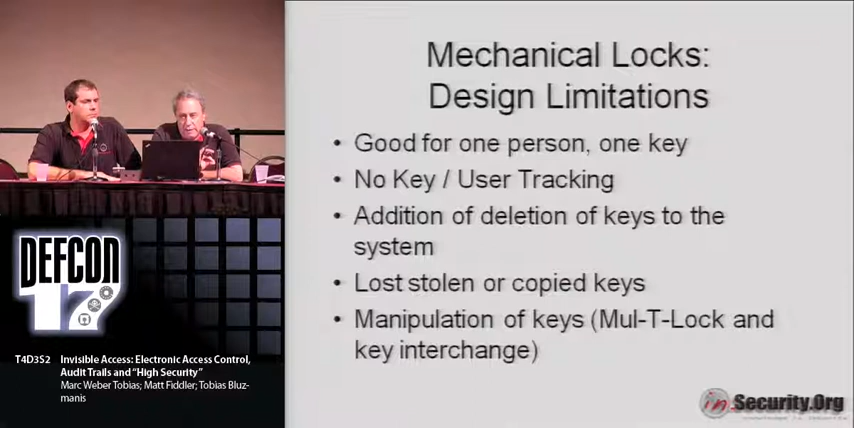 Mechanical Locks:
Design Limitations
• Good for one person, one key
• No Key / User Tracking
• Addition of deletion of keys to the
system
• Lost stolen or copied keys
• Manipulation of keys (Mul-T-Lock and
key interchange)
DEFCON
17
T4D3S2 Invisible Access: Electronic Access Control,
Audit Trails and “High Security”
Marc Weber Tobias; Matt Fiddler; Tobias Bluz-
manis
in.Security.Org